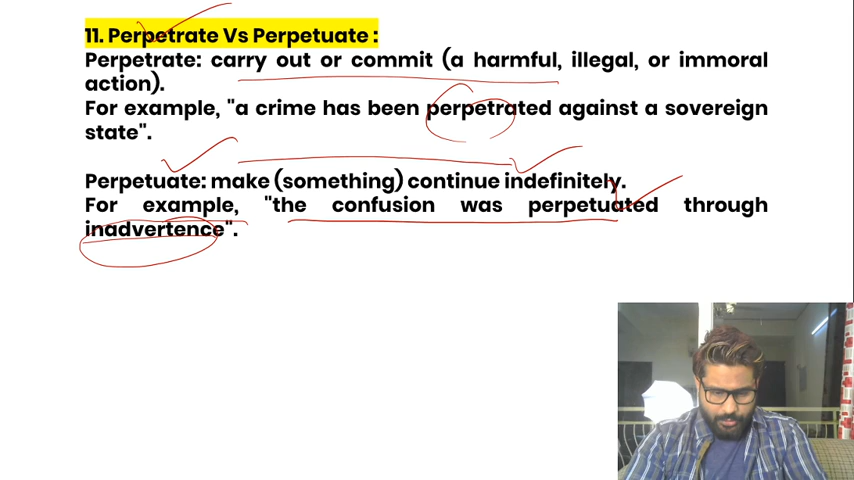 11. Perpetrate Vs Perpetuate :
Perpetrate: carry out or commit (a harmful, illegal, or immoral
action).
For example, "a crime has been perpetrated against a sovereign
state".
Perpetuate: make (something) continue indefinitely.
For example, "the confusion was perpetuated through
inadvertence".